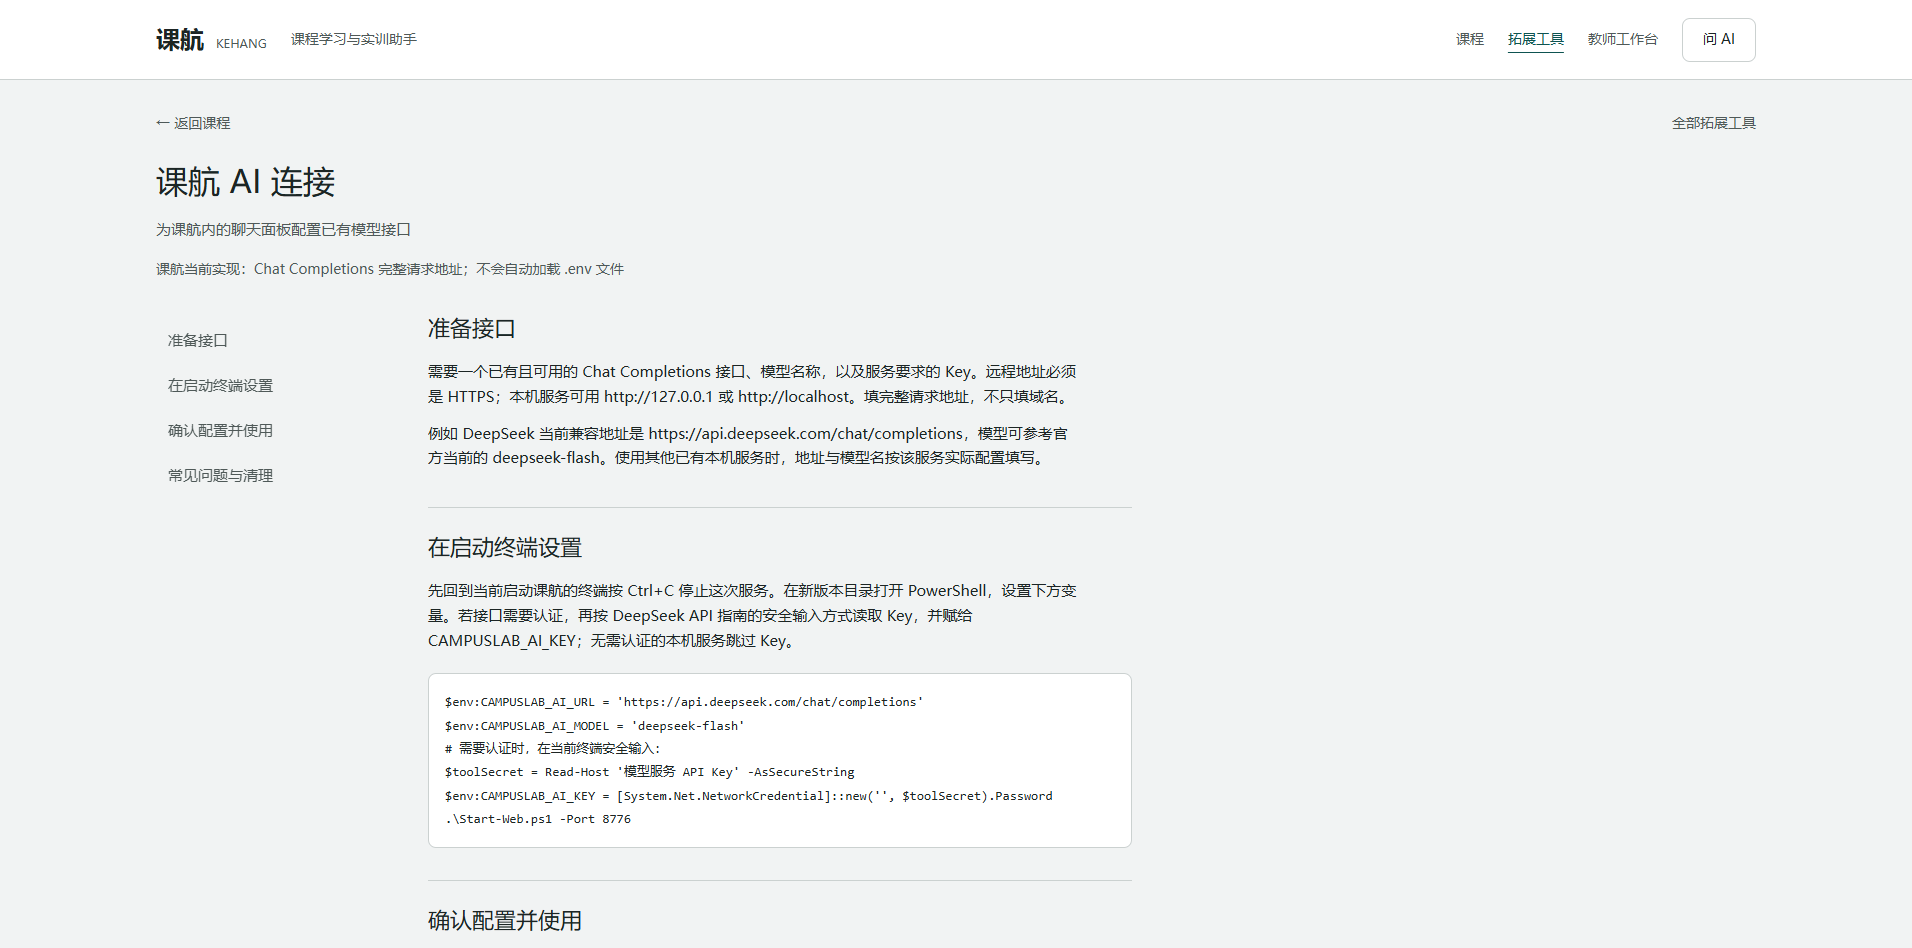 课航 KEHANG 课程学习与实训助手 课程 拓展工具 教师工作台 问 AI
← 返回课程 全部拓展工具
课航 AI 连接
为课航内的聊天面板配置已有模型接口
课航当前实现：Chat Completions 完整请求地址；不会自动加载 .env 文件
准备接口
在启动终端设置
确认配置并使用
常见问题与清理
准备接口
需要一个已有且可用的 Chat Completions 接口、模型名称，以及服务要求的 Key。远程地址必须
是 HTTPS；本机服务可用 http://127.0.0.1 或 http://localhost。填完整请求地址，不只填域名。
例如 DeepSeek 当前兼容地址是 https://api.deepseek.com/chat/completions，模型可参考官
方当前的 deepseek-flash。使用其他已有本机服务时，地址与模型名按该服务实际配置填写。
在启动终端设置
先回到当前启动课航的终端按 Ctrl+C 停止这次服务。在新版本目录打开 PowerShell，设置下方变
量。若接口需要认证，再按 DeepSeek API 指南的安全输入方式读取 Key，并赋给
CAMPUSLAB_AI_KEY；无需认证的本机服务跳过 Key。
$env:CAMPUSLAB_AI_URL = 'https://api.deepseek.com/chat/completions'
$env:CAMPUSLAB_AI_MODEL = 'deepseek-flash'
# 需要认证时，在当前终端安全输入：
$toolSecret = Read-Host '模型服务 API Key' -AsSecureString
$env:CAMPUSLAB_AI_KEY = [System.Net.NetworkCredential]::new('', $toolSecret).Password
.\Start-Web.ps1 -Port 8776
确认配置并使用